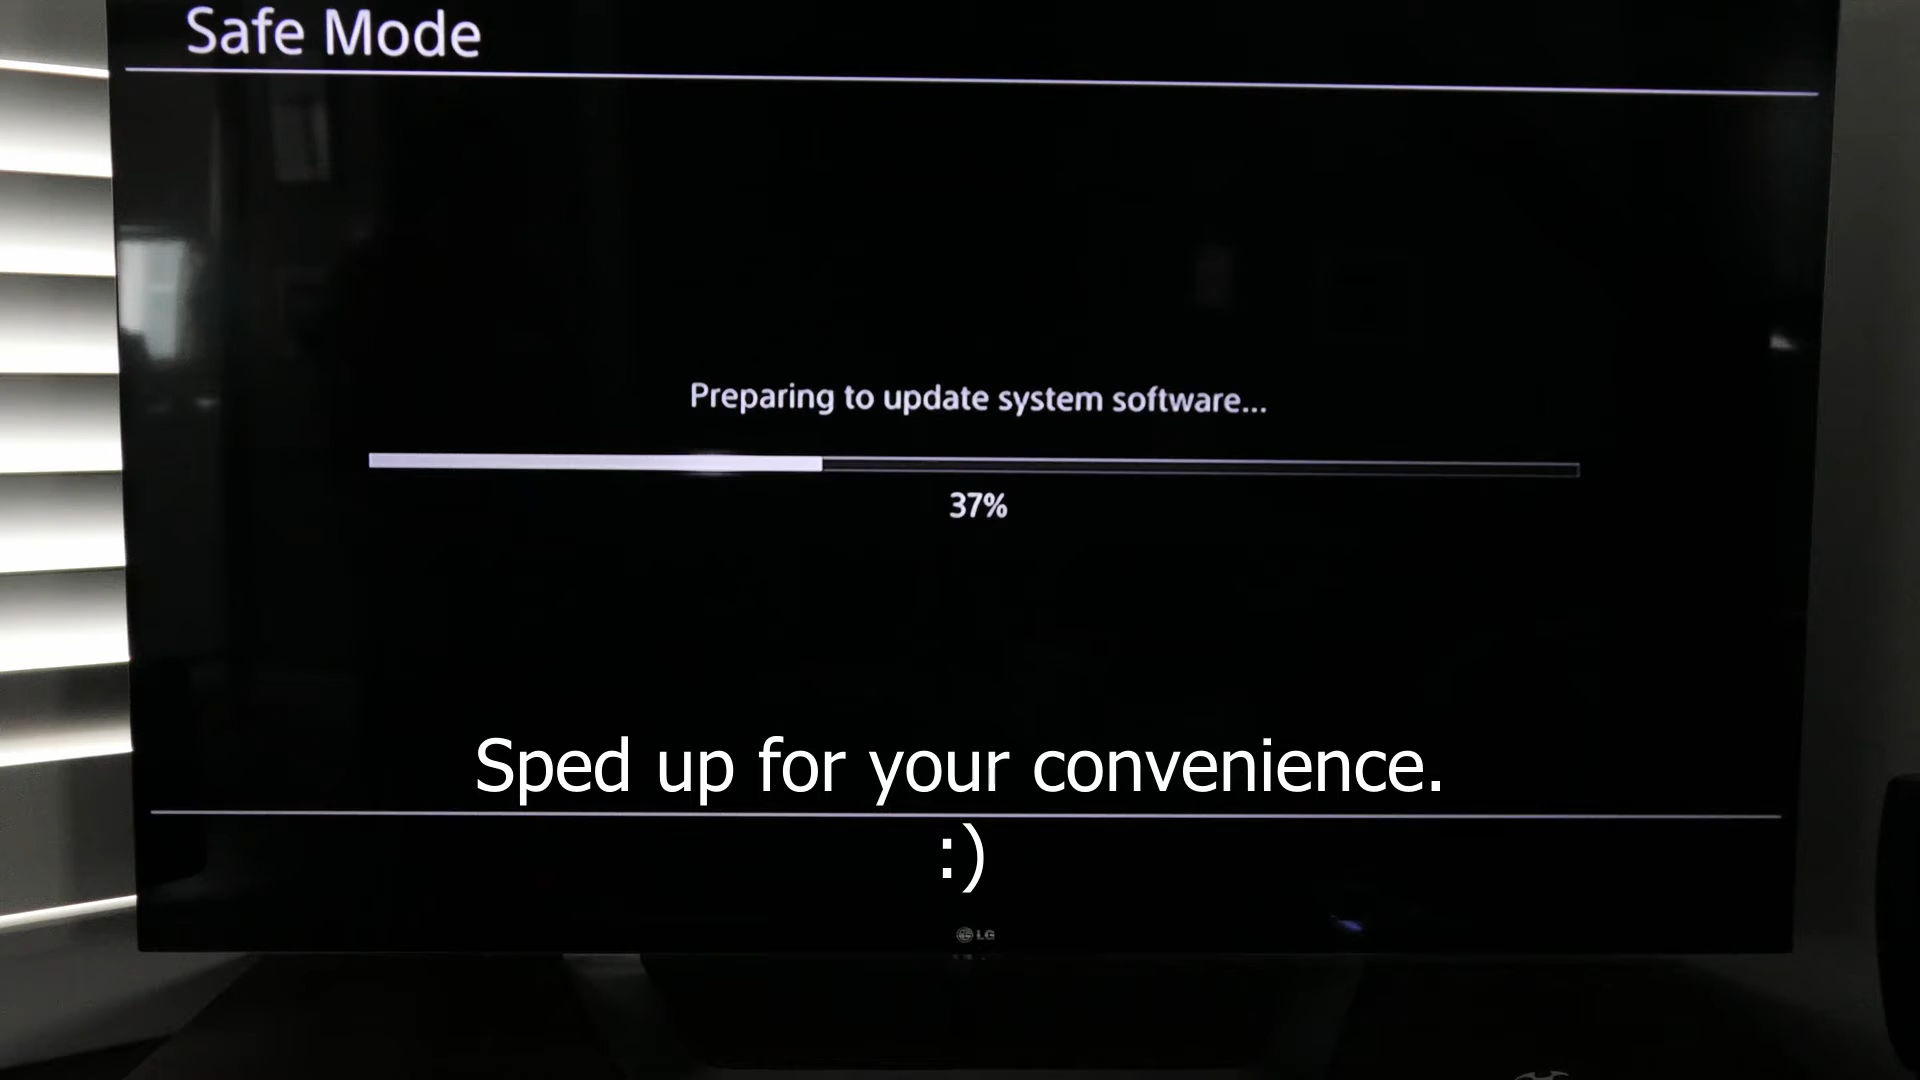 Safe Mode
Preparing to update system software...
37%
Sped up for your convenience.
:)
LG